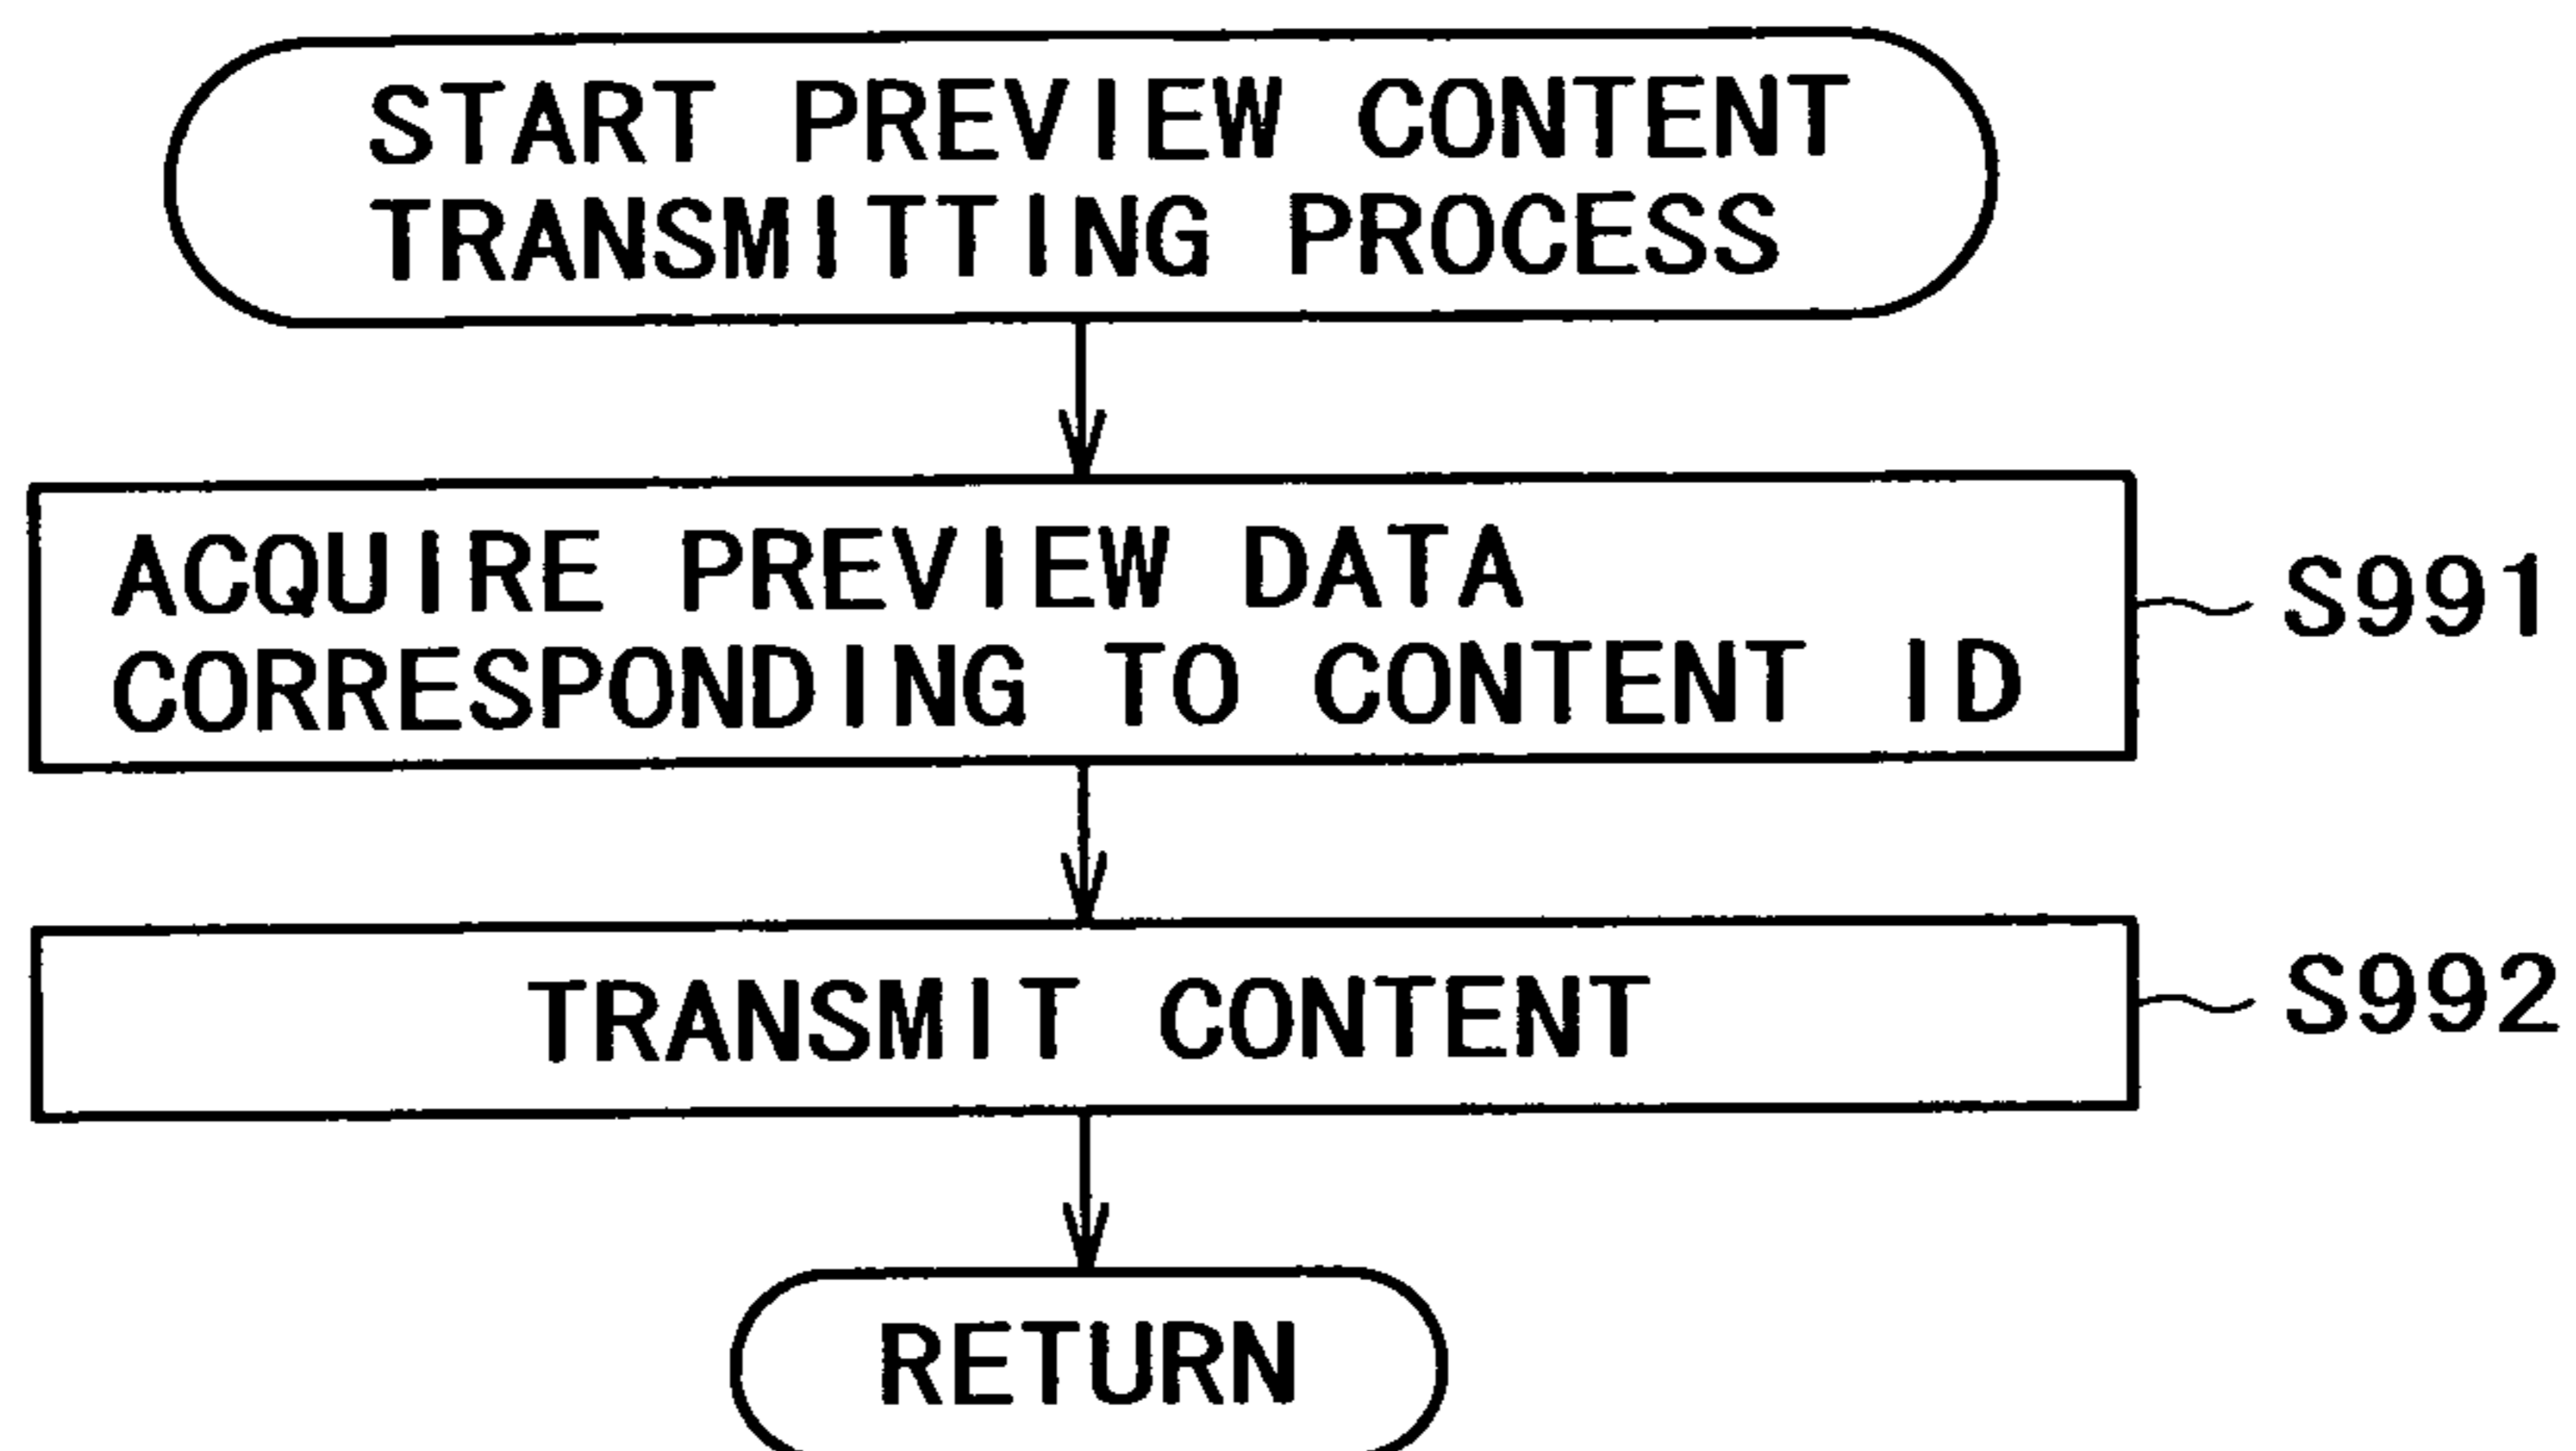 START PREVIEW CONTENT
TRANSMITTING PROCESS
ACQUIRE PREVIEW DATA
CORRESPONDING TO CONTENT ID
S991
TRANSMIT CONTENT
S992
RETURN